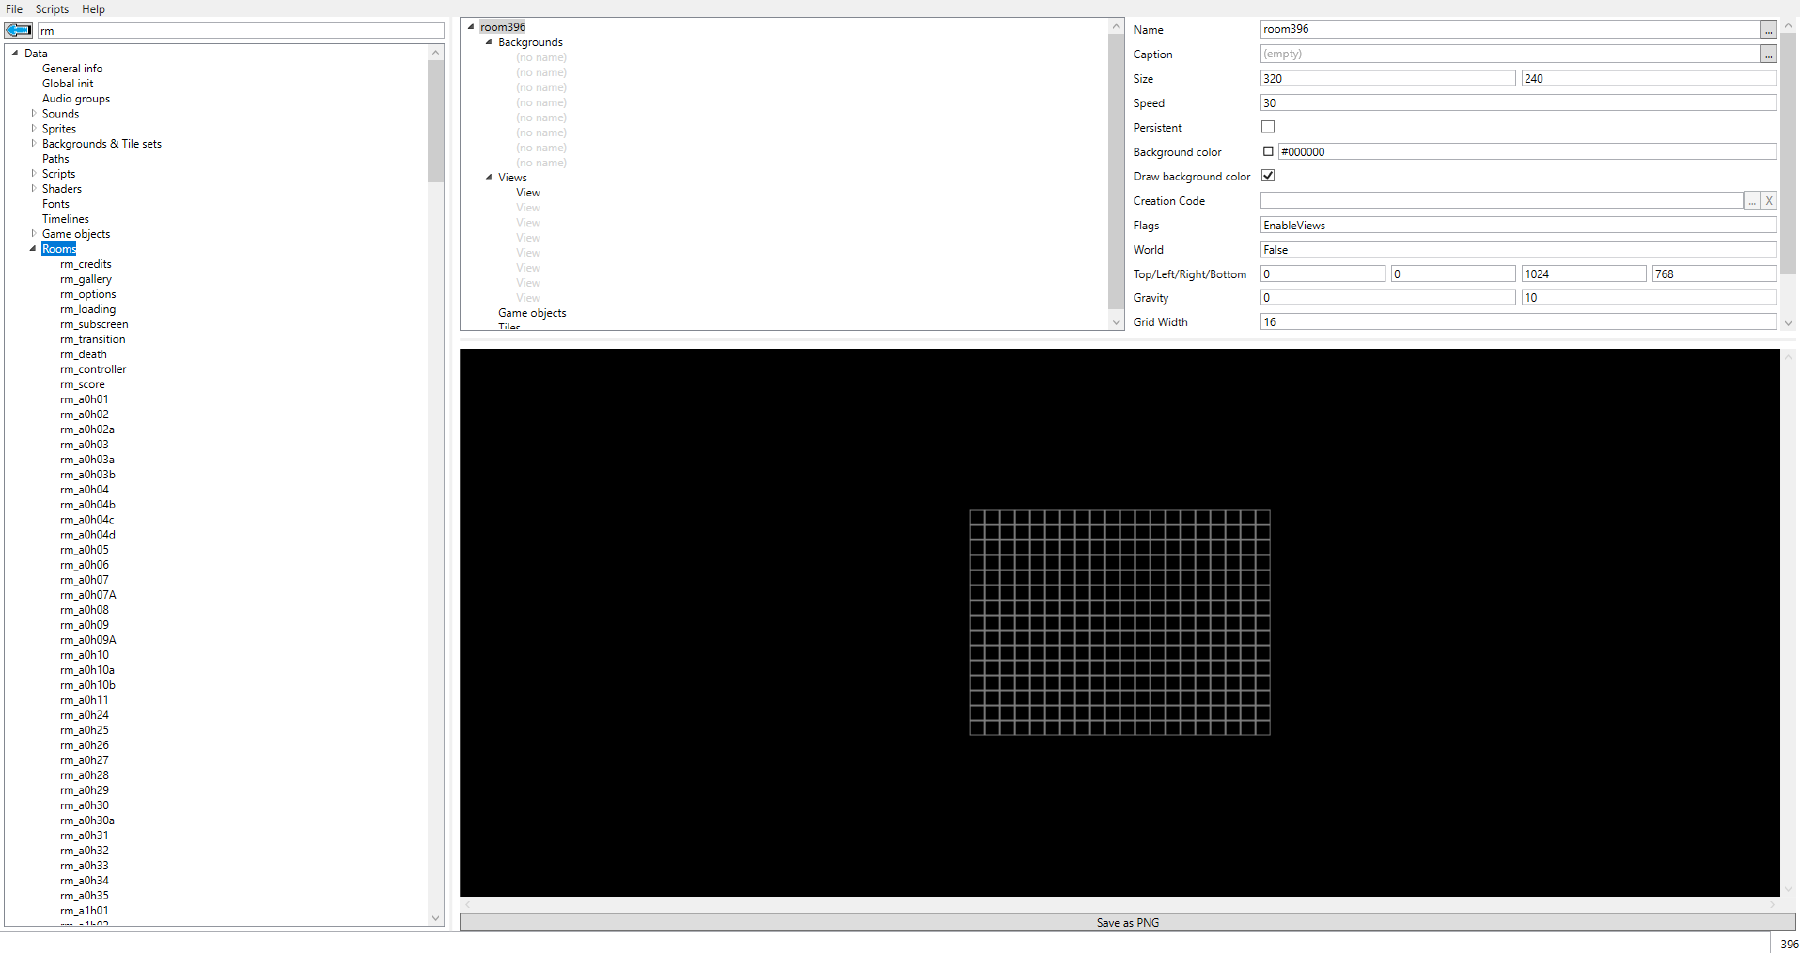 File Scripts Help
rm
Data
General info
Global init
Audio groups
Sounds
Sprites
Backgrounds & Tile sets
Paths
Scripts
Shaders
Fonts
Timelines
Game objects
Rooms
rm_credits
rm_gallery
rm_options
rm_loading
rm_subscreen
rm_transition
rm_death
rm_controller
rm_score
rm_a0h01
rm_a0h02
rm_a0h02a
rm_a0h03
rm_a0h03a
rm_a0h03b
rm_a0h04
rm_a0h04b
rm_a0h04c
rm_a0h04d
rm_a0h05
rm_a0h06
rm_a0h07
rm_a0h07A
rm_a0h08
rm_a0h09
rm_a0h09A
rm_a0h10
rm_a0h10a
rm_a0h10b
rm_a0h11
rm_a0h24
rm_a0h25
rm_a0h26
rm_a0h27
rm_a0h28
rm_a0h29
rm_a0h30
rm_a0h30a
rm_a0h31
rm_a0h32
rm_a0h33
rm_a0h34
rm_a0h35
rm_a1h01
rm_a1h02
room396
Backgrounds
(no name)
(no name)
(no name)
(no name)
(no name)
(no name)
(no name)
(no name)
Views
View
View
View
View
View
View
View
View
Game objects
Tiles
Name room396 ...
Caption (empty) ...
Size 320 240
Speed 30
Persistent
Background color #000000
Draw background color
Creation Code ... X
Flags EnableViews
World False
Top/Left/Right/Bottom 0 0 1024 768
Gravity 0 10
Grid Width 16
Save as PNG
396